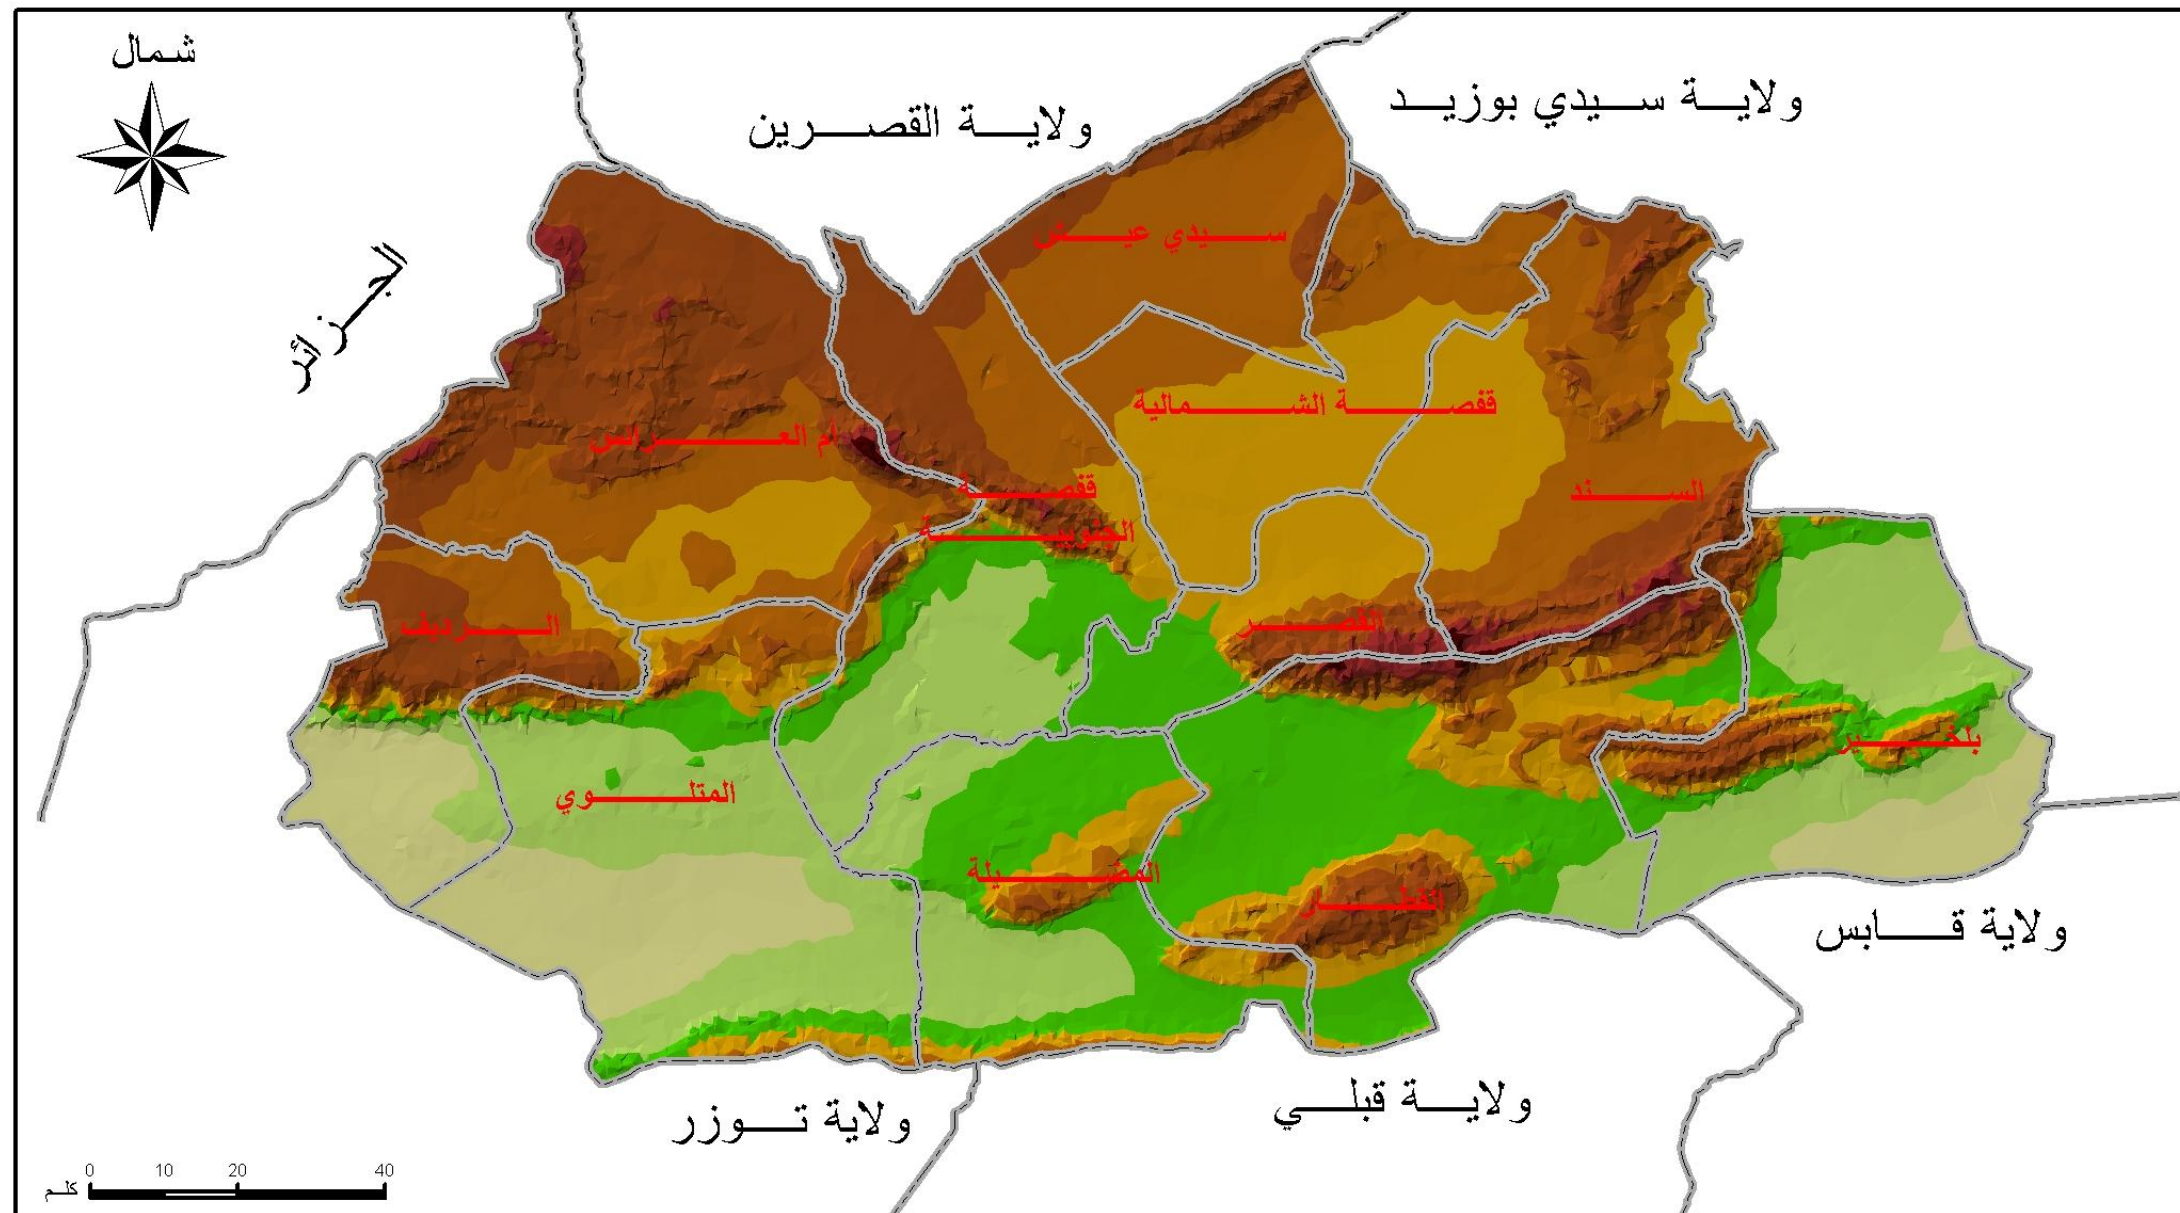 شمال
ولاية سيدي بوزيد
ولاية القصرين
الجزائر
سيدي عيش
قفصة الشمالية
أم العرائس
قفصة
الجنوبية
السند
القصر
الرديف
بلخير
المتلوي
المظيلة
القطار
ولاية قابس
ولاية قبلي
ولاية توزر
0 10 20 40
كلم